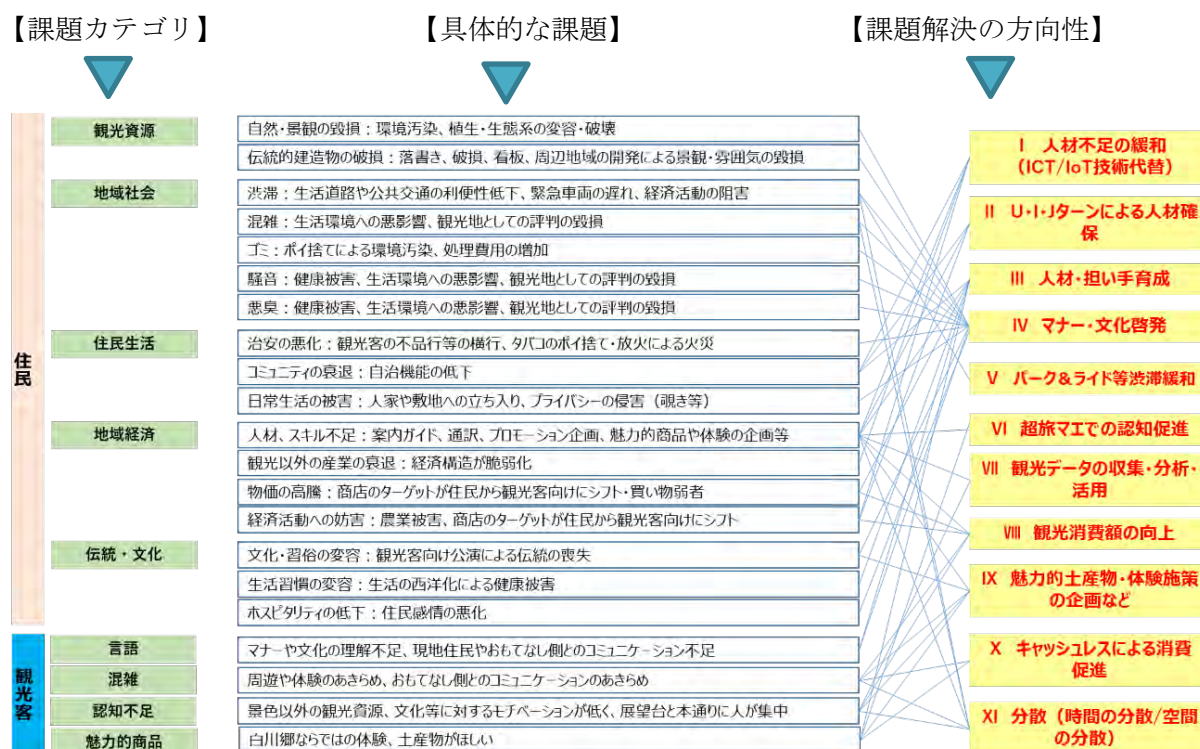 【課題カテゴリ】
【具体的な課題】
【課題解決の方向性】
住民
観光資源
自然・景観の毀損：環境汚染、植生・生態系の変容・破壊
伝統的建造物の破損：落書き、破損、看板、周辺地域の開発による景観・雰囲気の毀損
地域社会
渋滞：生活道路や公共交通の利便性低下、緊急車両の遅れ、経済活動の阻害
混雑：生活環境への悪影響、観光地としての評判の毀損
ゴミ：ポイ捨てによる環境汚染、処理費用の増加
騒音：健康被害、生活環境への悪影響、観光地としての評判の毀損
悪臭：健康被害、生活環境への悪影響、観光地としての評判の毀損
住民生活
治安の悪化：観光客の不品行等の横行、タバコのポイ捨て・放火による火災
コミュニティの衰退：自治機能の低下
日常生活の被害：人家や敷地への立ち入り、プライバシーの侵害（覗き等）
地域経済
人材、スキル不足：案内ガイド、通訳、プロモーション企画、魅力的商品や体験の企画等
観光以外の産業の衰退：経済構造が脆弱化
物価の高騰：商店のターゲットが住民から観光客向けにシフト・買い物弱者
経済活動への妨害：農業被害、商店のターゲットが住民から観光客向けにシフト
伝統・文化
文化・習俗の変容：観光客向け公演による伝統の喪失
生活習慣の変容：生活の西洋化による健康被害
ホスピタリティの低下：住民感情の悪化
観光客
言語
マナーや文化の理解不足、現地住民やおもてなし側とのコミュニケーション不足
混雑
周遊や体験のあきらめ、おもてなし側とのコミュニケーションのあきらめ
認知不足
景色以外の観光資源、文化等に対するモチベーションが低く、展望台と本通りに人が集中
魅力的商品
白川郷ならではの体験、土産物がほしい
Ⅰ 人材不足の緩和
（ICT/IoT技術代替）
Ⅱ U・I・Jターンによる人材確
保
Ⅲ 人材・担い手育成
Ⅳ マナー・文化啓発
Ⅴ パーク&ライド等渋滞緩和
Ⅵ 超旅マエでの認知促進
Ⅶ 観光データの収集・分析・
活用
Ⅷ 観光消費額の向上
Ⅸ 魅力的土産物・体験施策
の企画など
Ⅹ キャッシュレスによる消費
促進
Ⅺ 分散（時間の分散/空間
の分散）